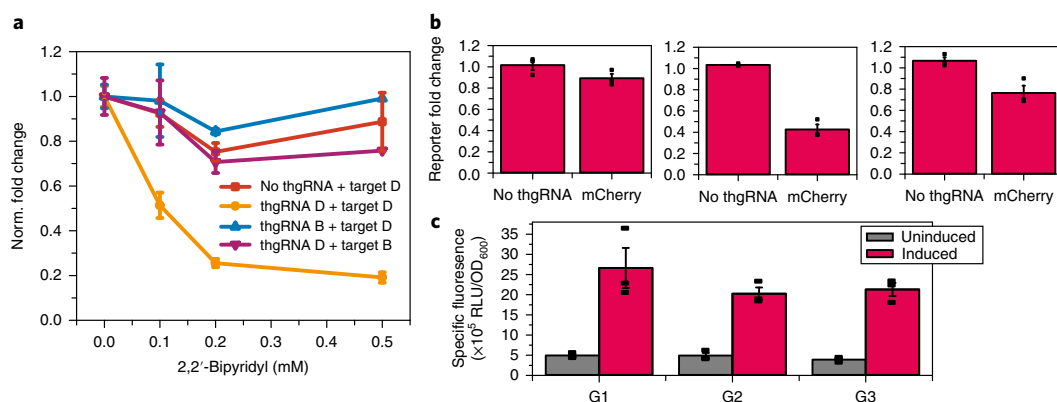 a
Norm. fold change
1.0
0.8
0.6
0.4
0.2
0.0
0.0
0.1
0.2
0.3
0.4
0.5
2,2′-Bipyridyl (mM)
No thgRNA + target D
thgRNA D + target D
thgRNA B + target D
thgRNA D + target B
b
Reporter fold change
1.2
1.0
0.8
1.0
0.4
0.2
0
No thgRNA
mCherry
1.2
1.0
0.8
1.0
0.4
0.2
0
No thgRNA
mCherry
1.2
1.0
0.8
1.0
0.4
0.2
0
No thgRNA
mCherry
c
Specific fluoresence
(×10⁵ RLU/OD₆₀₀)
35
30
25
20
15
10
5
0
Uninduced
Induced
G1
G2
G3